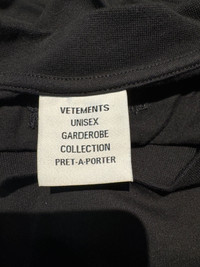 VETEMENTS
UNISEX
GARDEROBE
COLLECTION
PRET-A-PORTER